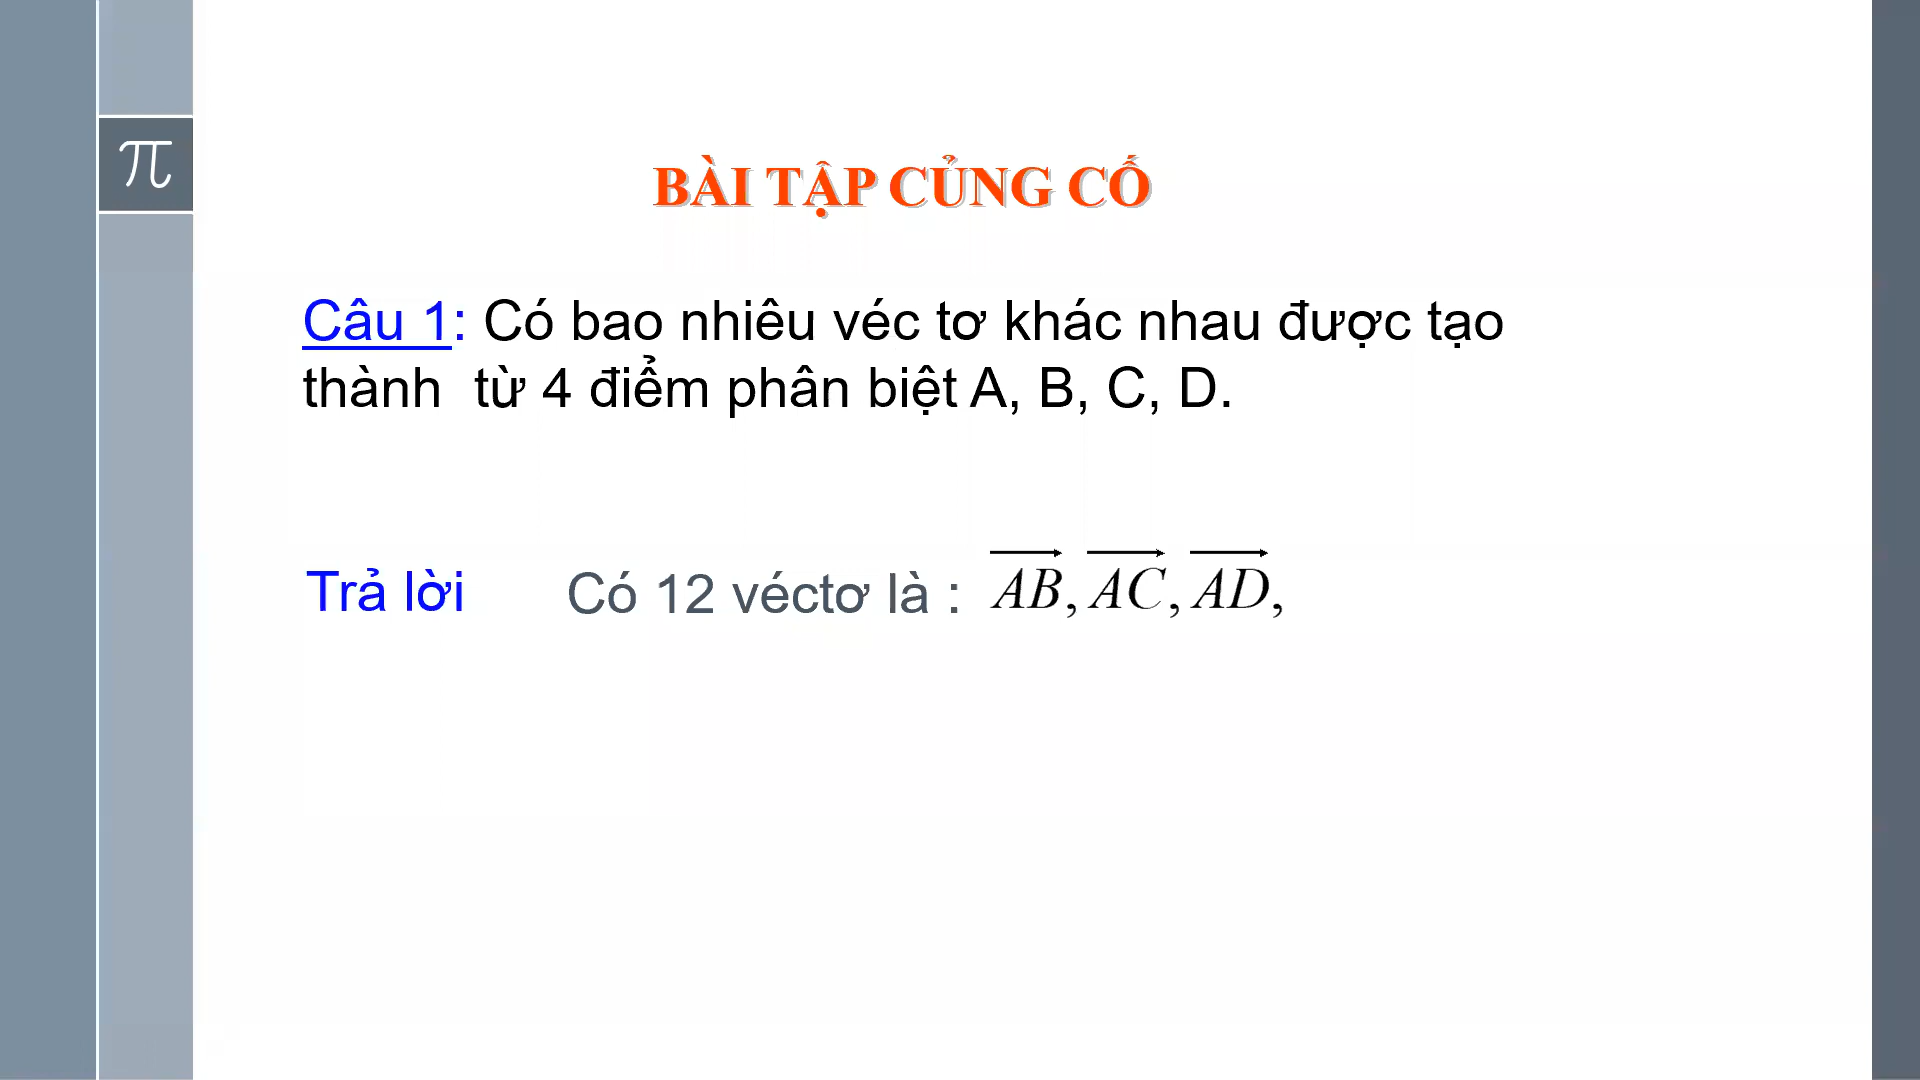 π
BÀI TẬP CỦNG CỐ
Câu 1: Có bao nhiêu véc tơ khác nhau được tạo
thành từ 4 điểm phân biệt A, B, C, D.
Trả lời Có 12 véctơ là : AB, AC, AD,